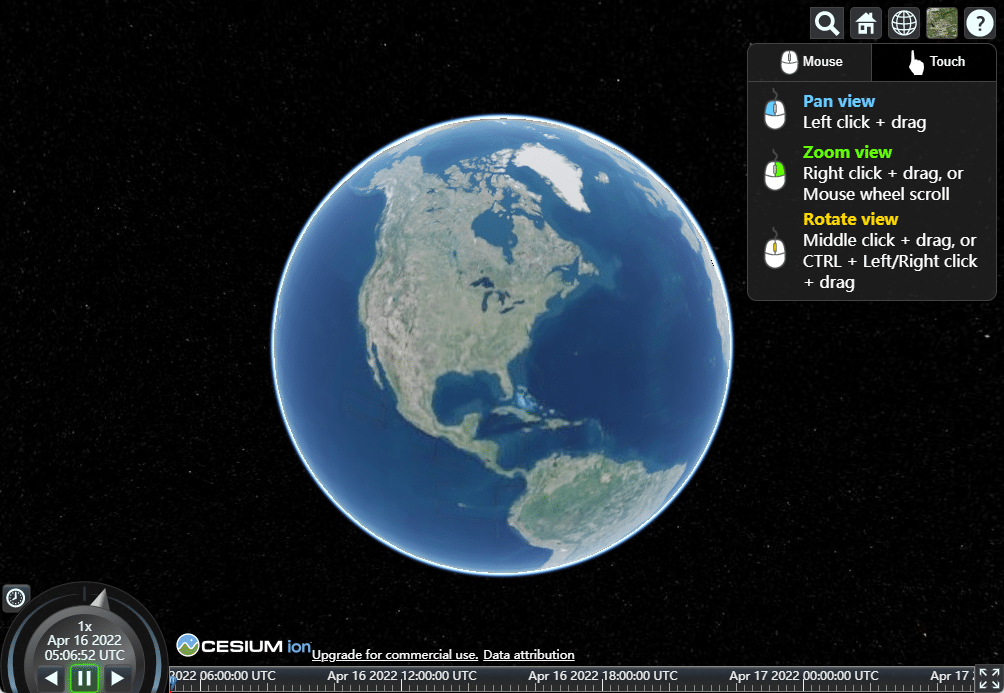 ?
Mouse
Touch
Pan view
Left click + drag
Zoom view
Right click + drag, or
Mouse wheel scroll
Rotate view
Middle click + drag, or
CTRL + Left/Right click
+ drag
1x
Apr 16 2022
05:06:52 UTC
CESIUM ion
Upgrade for commercial use. Data attribution
2022 06:00:00 UTC Apr 16 2022 12:00:00 UTC Apr 16 2022 18:00:00 UTC Apr 17 2022 00:00:00 UTC Apr 17